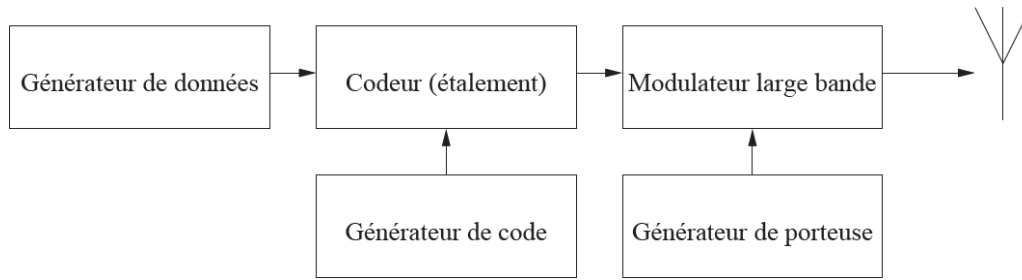 Générateur de données
Codeur (étalement)
Modulateur large bande
Générateur de code
Générateur de porteuse